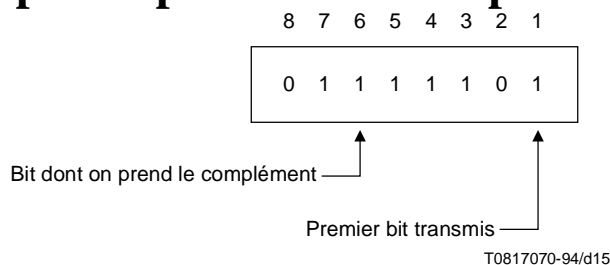 8 7 6 5 4 3 2 1
0 1 1 1 1 1 0 1
Bit dont on prend le complément
Premier bit transmis
T0817070-94/d15